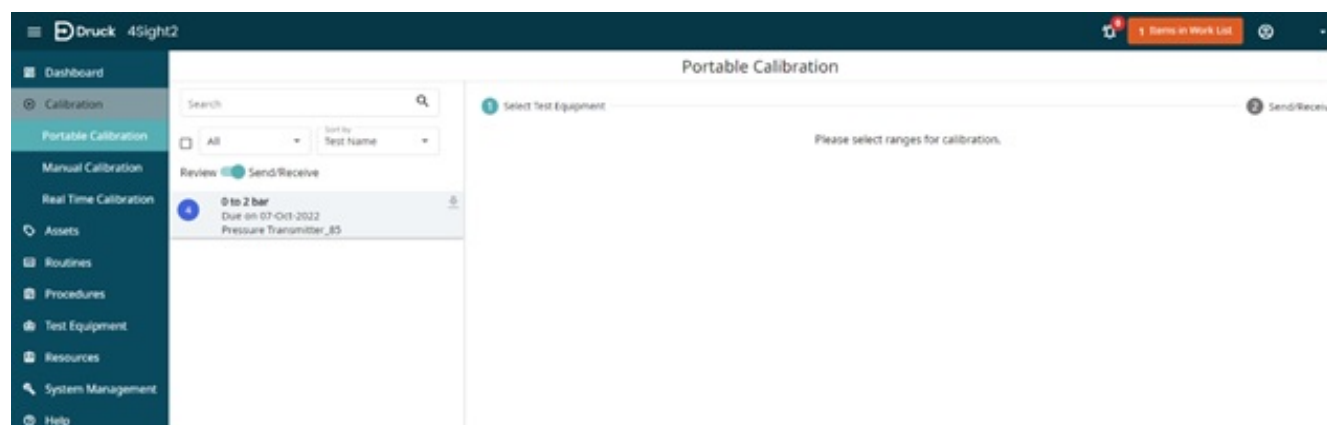 Druck 4Sight2
1 Items in Work List
Dashboard
Calibration
Portable Calibration
Manual Calibration
Real Time Calibration
Assets
Routines
Procedures
Test Equipment
Resources
System Management
Help
Portable Calibration
Search
All
Sort by
Test Name
Review
Send/Receive
4
0 to 2 bar
Due on 07-Oct-2022
Pressure Transmitter_85
1 Select Test Equipment
2 Send/Receiv
Please select ranges for calibration.